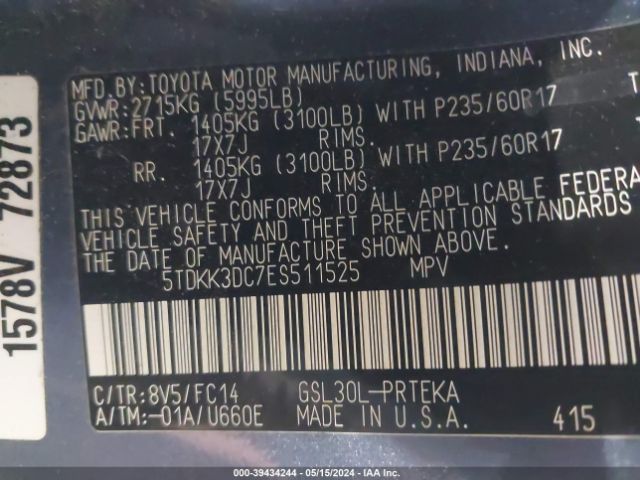 MFD. BY: TOYOTA MOTOR MANUFACTURING, INDIANA, INC.
GVWR: 2715KG (5995LB)
GAWR: FRT. 1405KG (3100LB) WITH P235/60R17
17X7J RIMS.
RR. 1405KG (3100LB) WITH P235/60R17
17X7J RIMS.
THIS VEHICLE CONFORMS TO ALL APPLICABLE FEDERA
VEHICLE SAFETY AND THEFT PREVENTION STANDARDS
THE DATE OF MANUFACTURE SHOWN ABOVE.
5TDKK3DC7ES511525 MPV
C/TR: 8V5/FC14 GSL30L-PRTEKA
A/TM: -01A/U660E MADE IN U.S.A. 415
1578V 72873
000-39434244 - 05/15/2024 - IAA Inc.